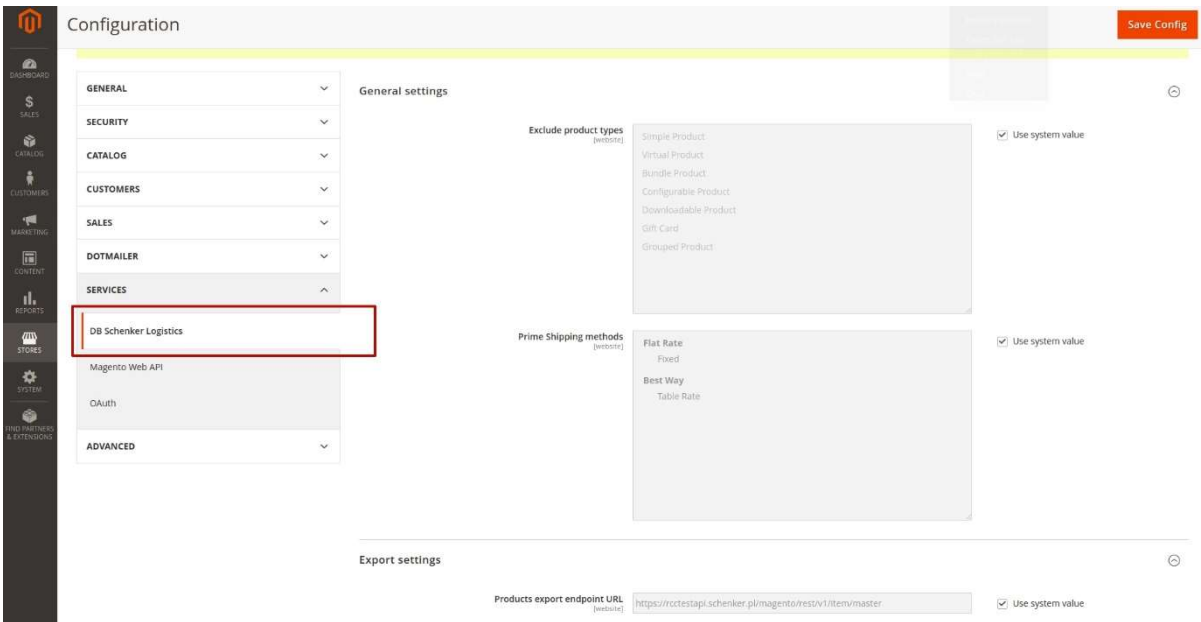 Configuration
Save Config
DASHBOARD
SALES
CATALOG
CUSTOMERS
MARKETING
CONTENT
REPORTS
STORES
SYSTEM
FIND PARTNERS
& EXTENSIONS
GENERAL
SECURITY
CATALOG
CUSTOMERS
SALES
DOTMAILER
SERVICES
DB Schenker Logistics
Magento Web API
OAuth
ADVANCED
General settings
Exclude product types
[website]
Simple Product
Virtual Product
Bundle Product
Configurable Product
Downloadable Product
Gift Card
Grouped Product
Use system value
Prime Shipping methods
[website]
Flat Rate
Fixed
Best Way
Table Rate
Use system value
Export settings
Products export endpoint URL
[website]
https://rcctestapi.schenker.pl/magento/rest/v1/item/master
Use system value